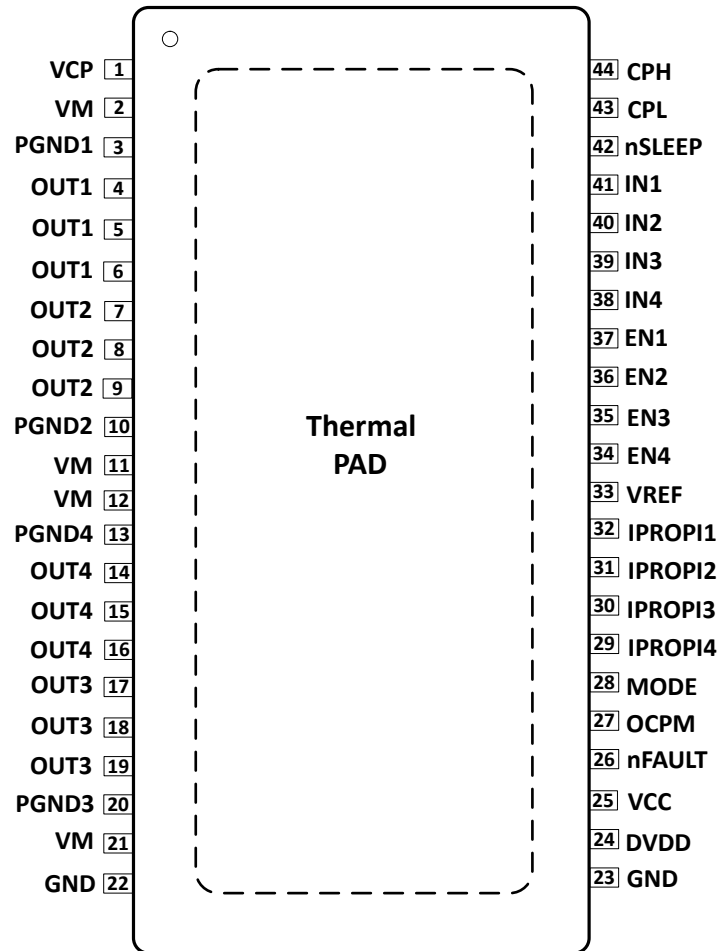 VCP 1
VM 2
PGND1 3
OUT1 4
OUT1 5
OUT1 6
OUT2 7
OUT2 8
OUT2 9
PGND2 10
VM 11
VM 12
PGND4 13
OUT4 14
OUT4 15
OUT4 16
OUT3 17
OUT3 18
OUT3 19
PGND3 20
VM 21
GND 22
Thermal
PAD
44 CPH
43 CPL
42 nSLEEP
41 IN1
40 IN2
39 IN3
38 IN4
37 EN1
36 EN2
35 EN3
34 EN4
33 VREF
32 IPROPI1
31 IPROPI2
30 IPROPI3
29 IPROPI4
28 MODE
27 OCPM
26 nFAULT
25 VCC
24 DVDD
23 GND